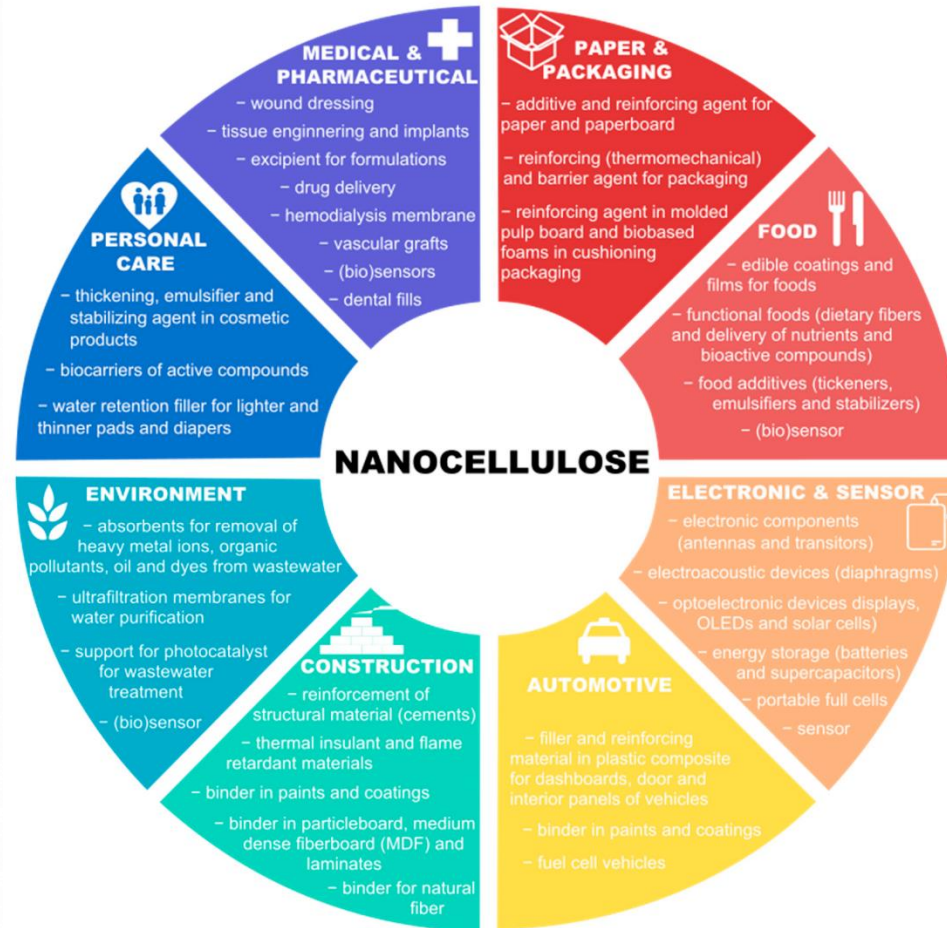 MEDICAL &
PHARMACEUTICAL
– wound dressing
– tissue enginnering and implants
– excipient for formulations
– drug delivery
– hemodialysis membrane
– vascular grafts
– (bio)sensors
– dental fills
PAPER &
PACKAGING
– additive and reinforcing agent for
paper and paperboard
– reinforcing (thermomechanical)
and barrier agent for packaging
– reinforcing agent in molded
pulp board and biobased
foams in cushioning
packaging
FOOD
– edible coatings and
films for foods
– functional foods (dietary fibers
and delivery of nutrients and
bioactive compounds)
– food additives (tickeners,
emulsifiers and stabilizers)
– (bio)sensor
ELECTRONIC & SENSOR
– electronic components
(antennas and transitors)
– electroacoustic devices (diaphragms)
– optoelectronic devices displays,
OLEDs and solar cells)
– energy storage (batteries
and supercapacitors)
– portable full cells
– sensor
AUTOMOTIVE
– filler and reinforcing
material in plastic composite
for dashboards, door and
interior panels of vehicles
– binder in paints and coatings
– fuel cell vehicles
CONSTRUCTION
– reinforcement of
structural material (cements)
– thermal insulant and flame
retardant materials
– binder in paints and coatings
– binder in particleboard, medium
dense fiberboard (MDF) and
laminates
– binder for natural
fiber
ENVIRONMENT
– absorbents for removal of
heavy metal ions, organic
pollutants, oil and dyes from wastewater
– ultrafiltration membranes for
water purification
– support for photocatalyst
for wastewater
treatment
– (bio)sensor
PERSONAL
CARE
– thickening, emulsifier and
stabilizing agent in cosmetic
products
– biocarriers of active compounds
– water retention filler for lighter and
thinner pads and diapers
NANOCELLULOSE